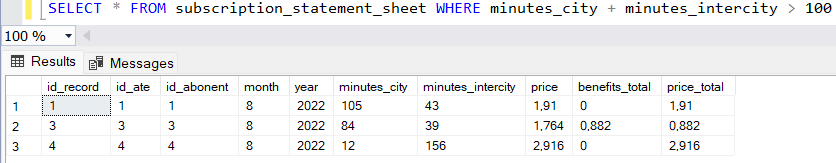 SELECT * FROM subscription_statement_sheet WHERE minutes_city + minutes_intercity > 100
100 %
Results Messages
id_record id_ate id_abonent month year minutes_city minutes_intercity price benefits_total price_total
1 1 1 1 8 2022 105 43 1,91 0 1,91
2 3 3 3 8 2022 84 39 1,764 0,882 0,882
3 4 4 4 8 2022 12 156 2,916 0 2,916